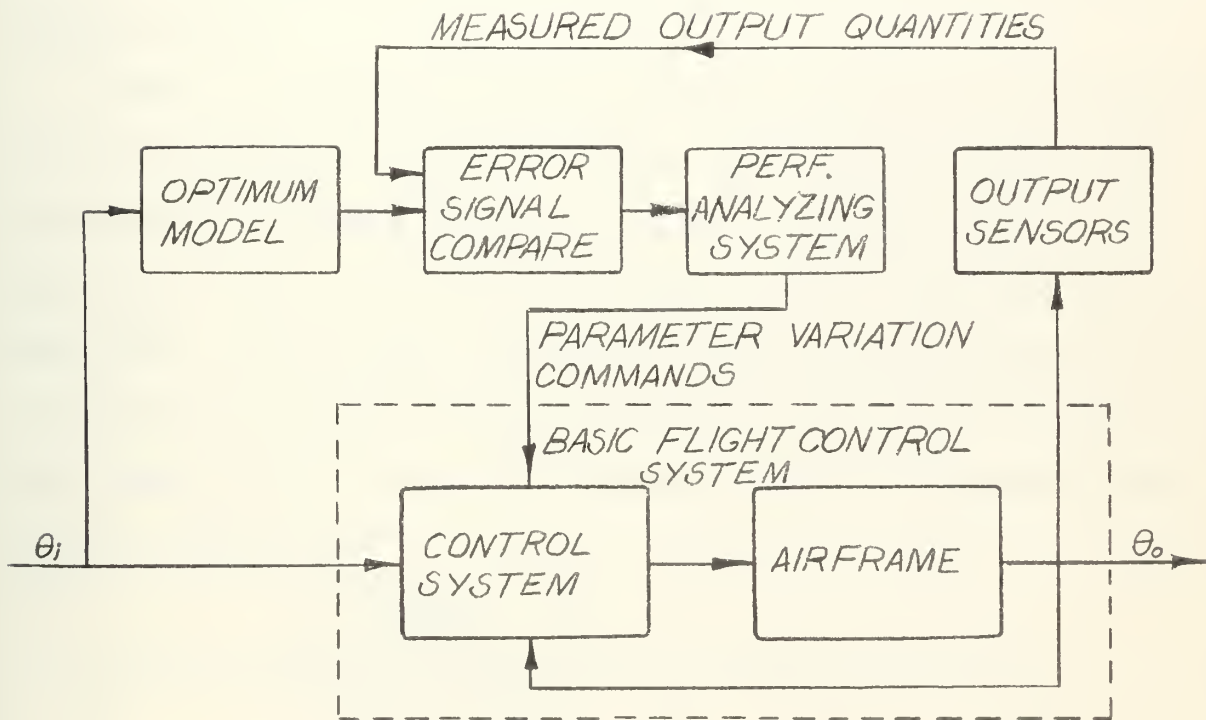 MEASURED OUTPUT QUANTITIES
OPTIMUM
MODEL
ERROR
SIGNAL
COMPARE
PERF.
ANALYZING
SYSTEM
OUTPUT
SENSORS
PARAMETER VARIATION
COMMANDS
BASIC FLIGHT CONTROL
SYSTEM
θi
CONTROL
SYSTEM
AIRFRAME
θo